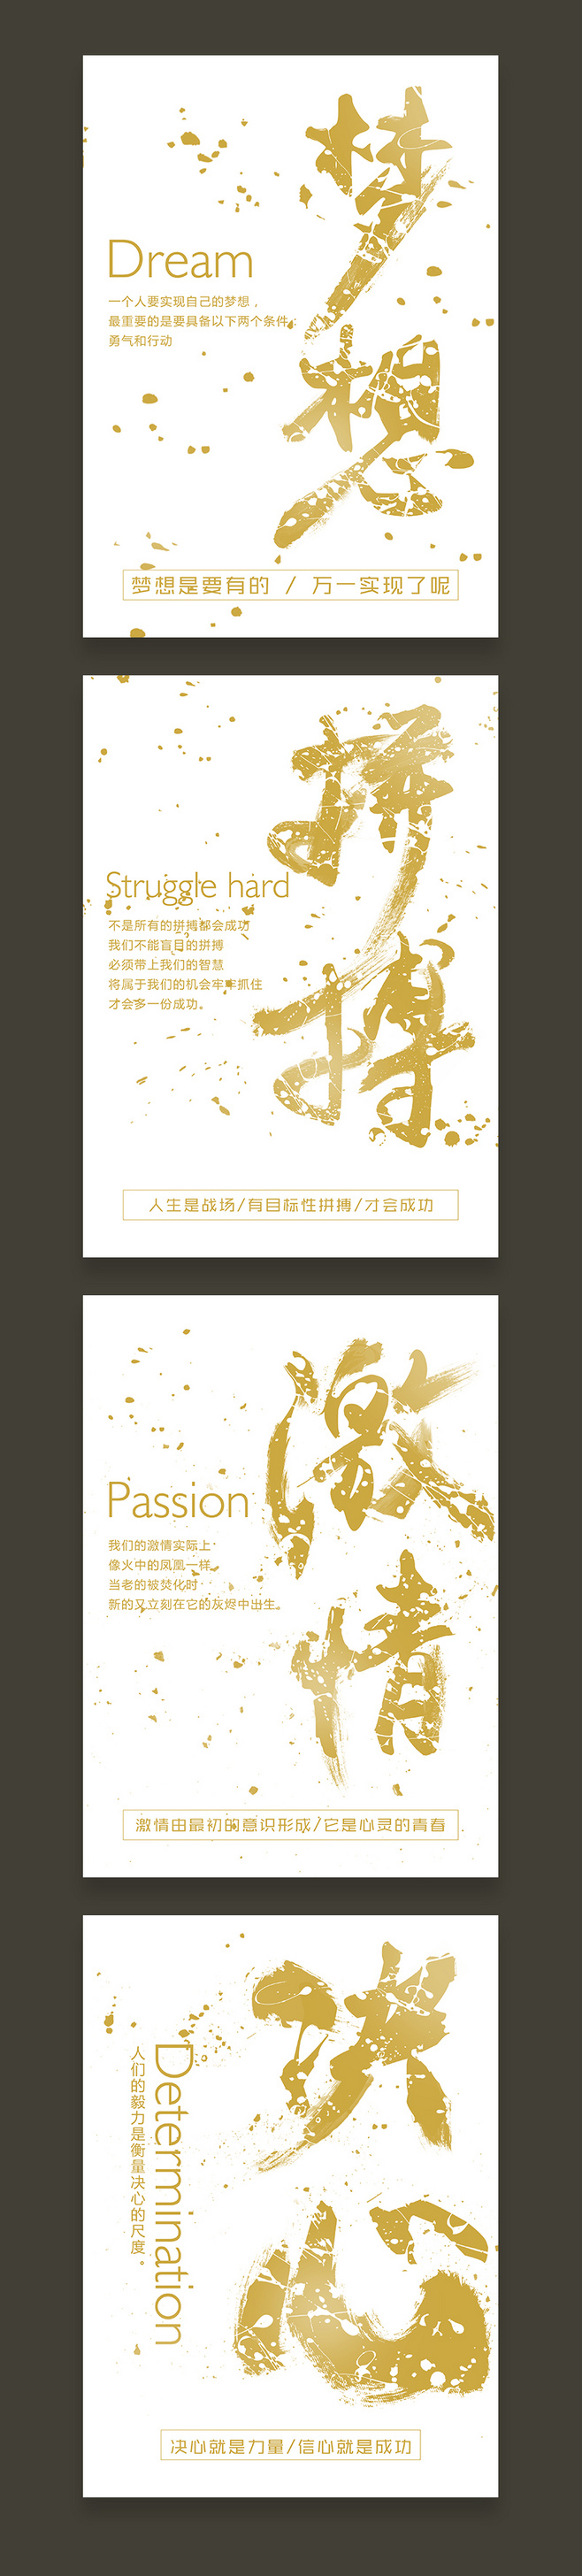 梦想
Dream
一个人要实现自己的梦想，
最重要的是要具备以下两个条件：
勇气和行动
梦想是要有的 / 万一实现了呢
拼搏
Struggle hard
不是所有的拼搏都会成功
我们不能盲目的拼搏
必须带上我们的智慧
将属于我们的机会牢牢抓住
才会多一份成功。
人生是战场/有目标性拼搏/才会成功
激情
Passion
我们的激情实际上
像火中的凤凰一样
当老的被焚化时
新的又立刻在它的灰烬中出生。
激情由最初的意识形成/它是心灵的青春
决心
Determination
人们的毅力是衡量决心的尺度。
决心就是力量/信心就是成功